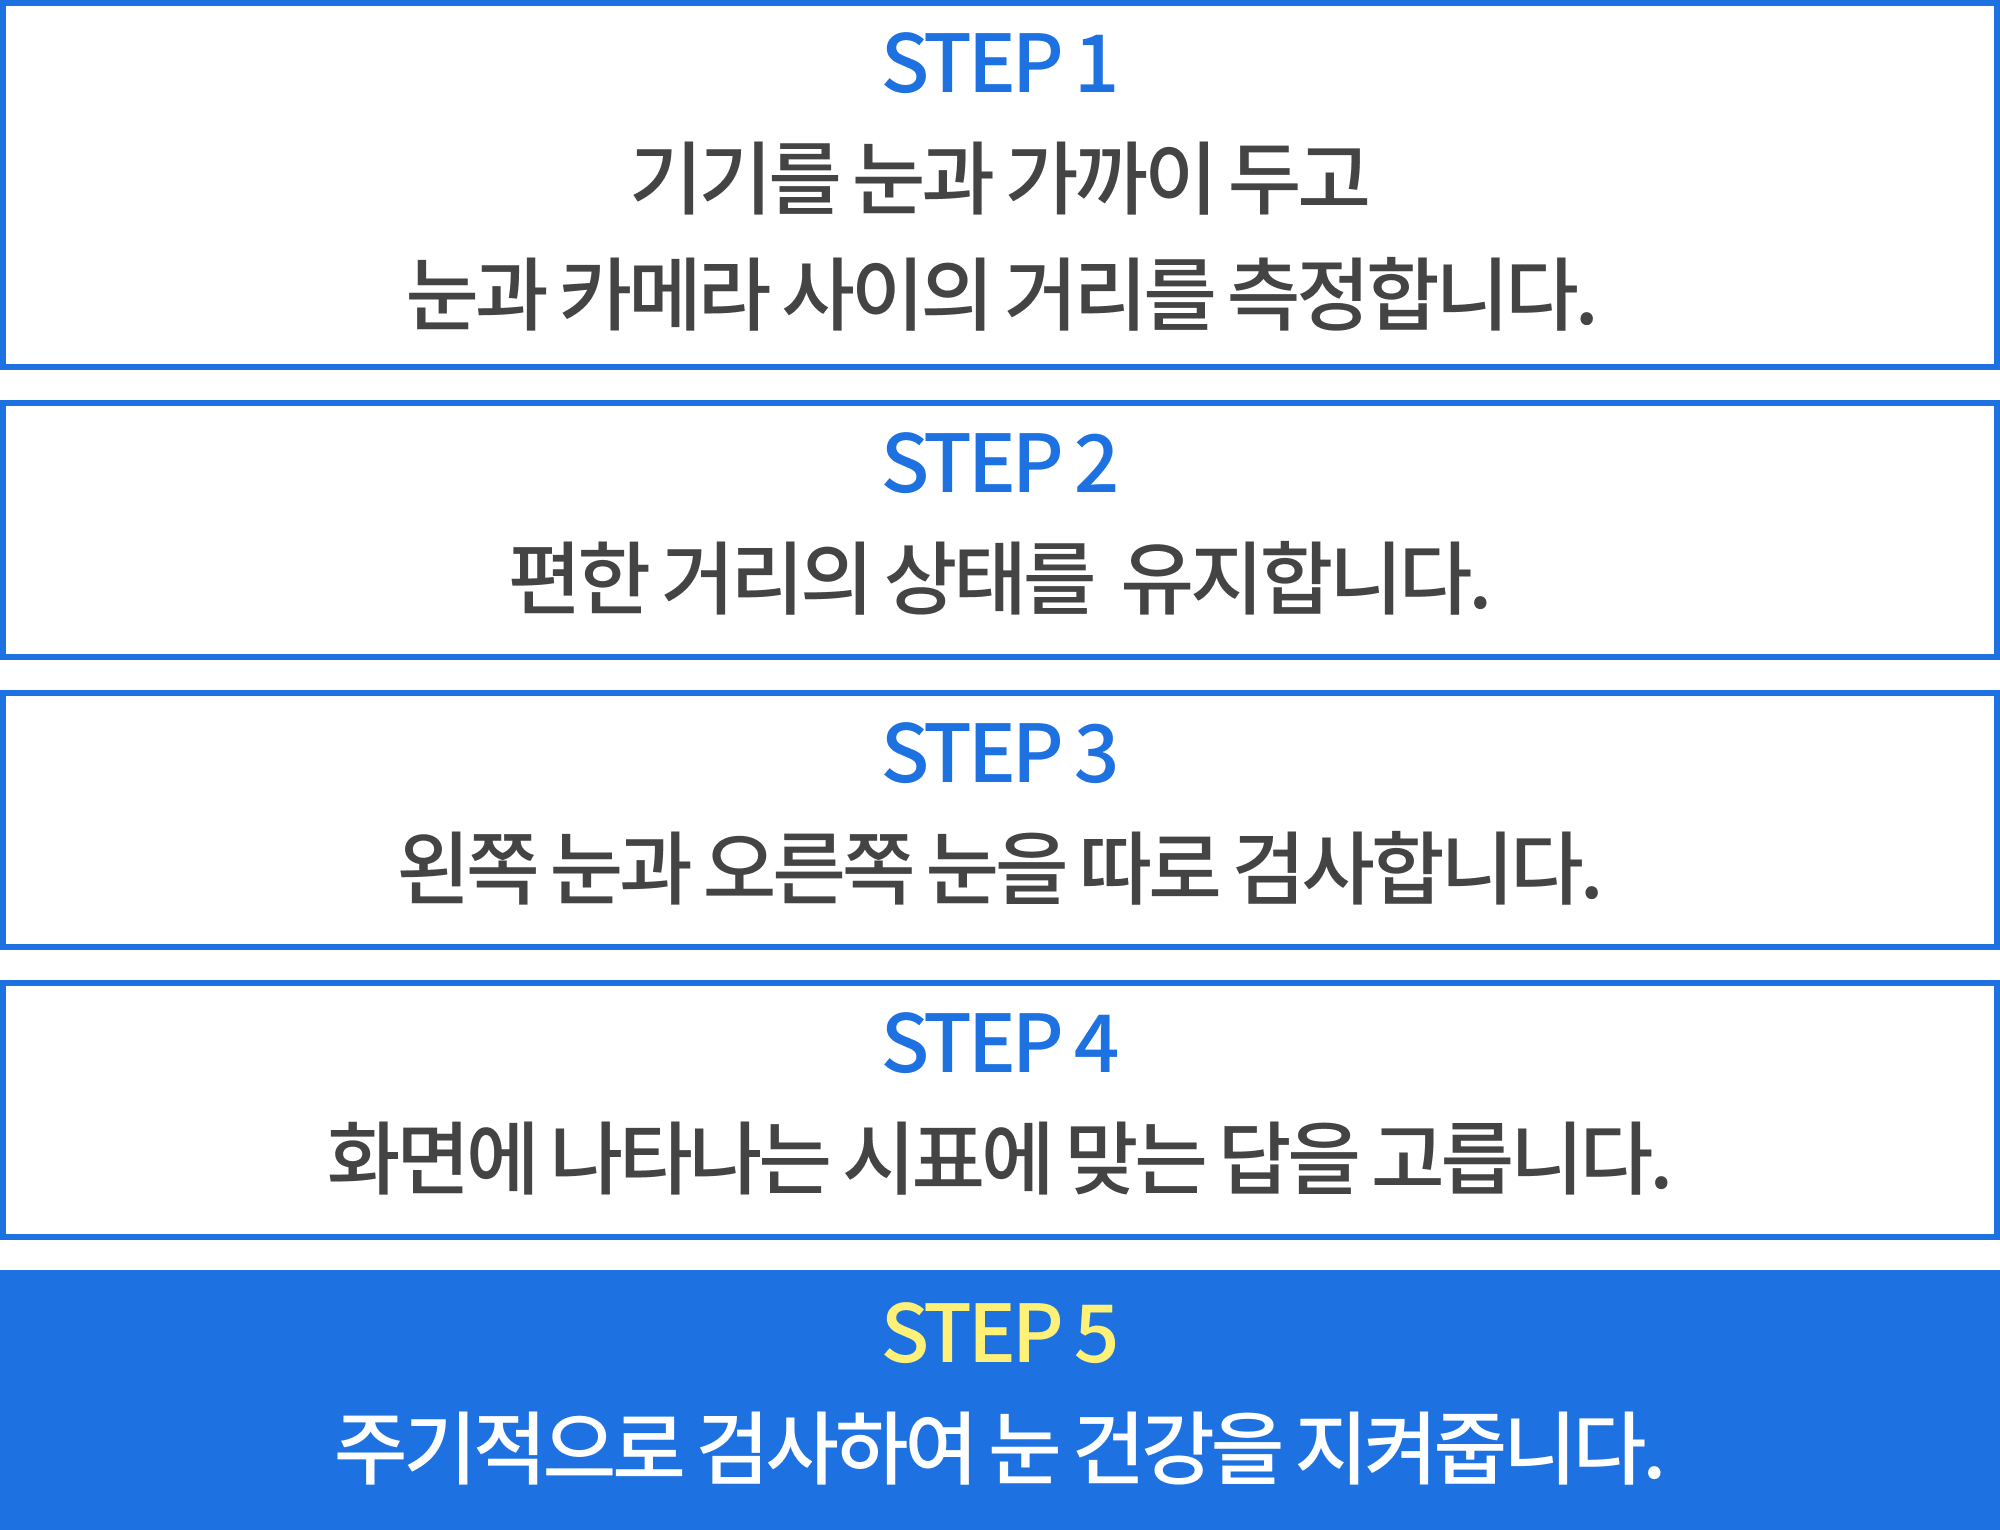 STEP 1
기기를 눈과 가까이 두고
눈과 카메라 사이의 거리를 측정합니다.
STEP 2
편한 거리의 상태를 유지합니다.
STEP 3
왼쪽 눈과 오른쪽 눈을 따로 검사합니다.
STEP 4
화면에 나타나는 시표에 맞는 답을 고릅니다.
STEP 5
주기적으로 검사하여 눈 건강을 지켜줍니다.